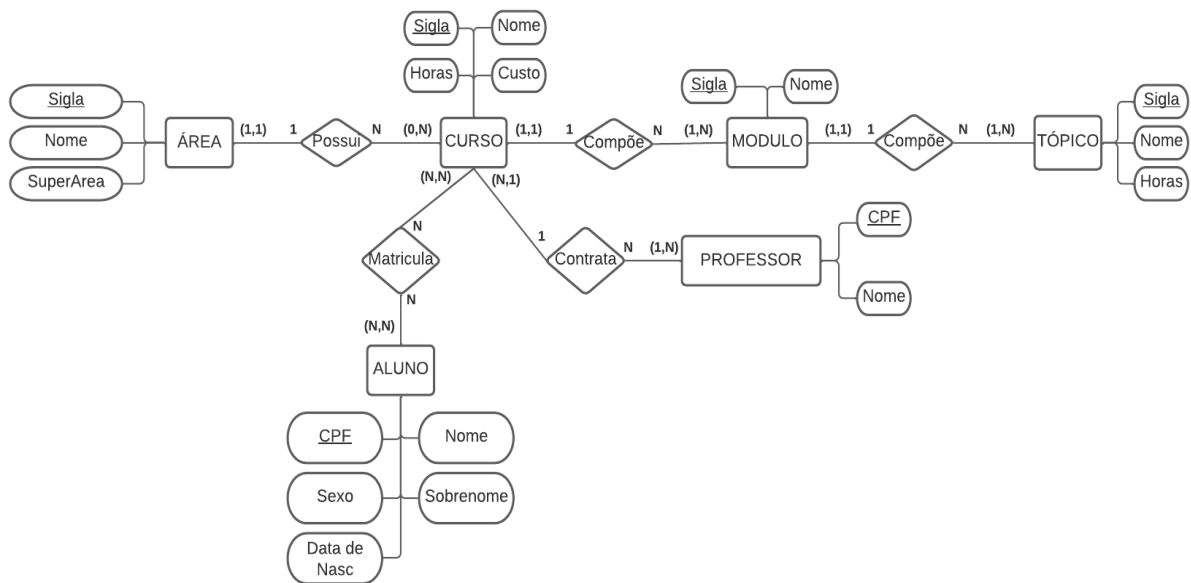 Sigla
Nome
Horas
Custo
Sigla
Nome
SuperArea
ÁREA
(1,1)
1
Possui
N
(0,N)
CURSO
(1,1)
1
Compõe
N
(1,N)
Sigla
Nome
MODULO
(1,1)
1
Compõe
N
(1,N)
TÓPICO
Sigla
Nome
Horas
(N,N)
N
Matricula
N
(N,N)
ALUNO
(N,1)
1
Contrata
N
(1,N)
PROFESSOR
CPF
Nome
CPF
Nome
Sexo
Sobrenome
Data de
Nasc